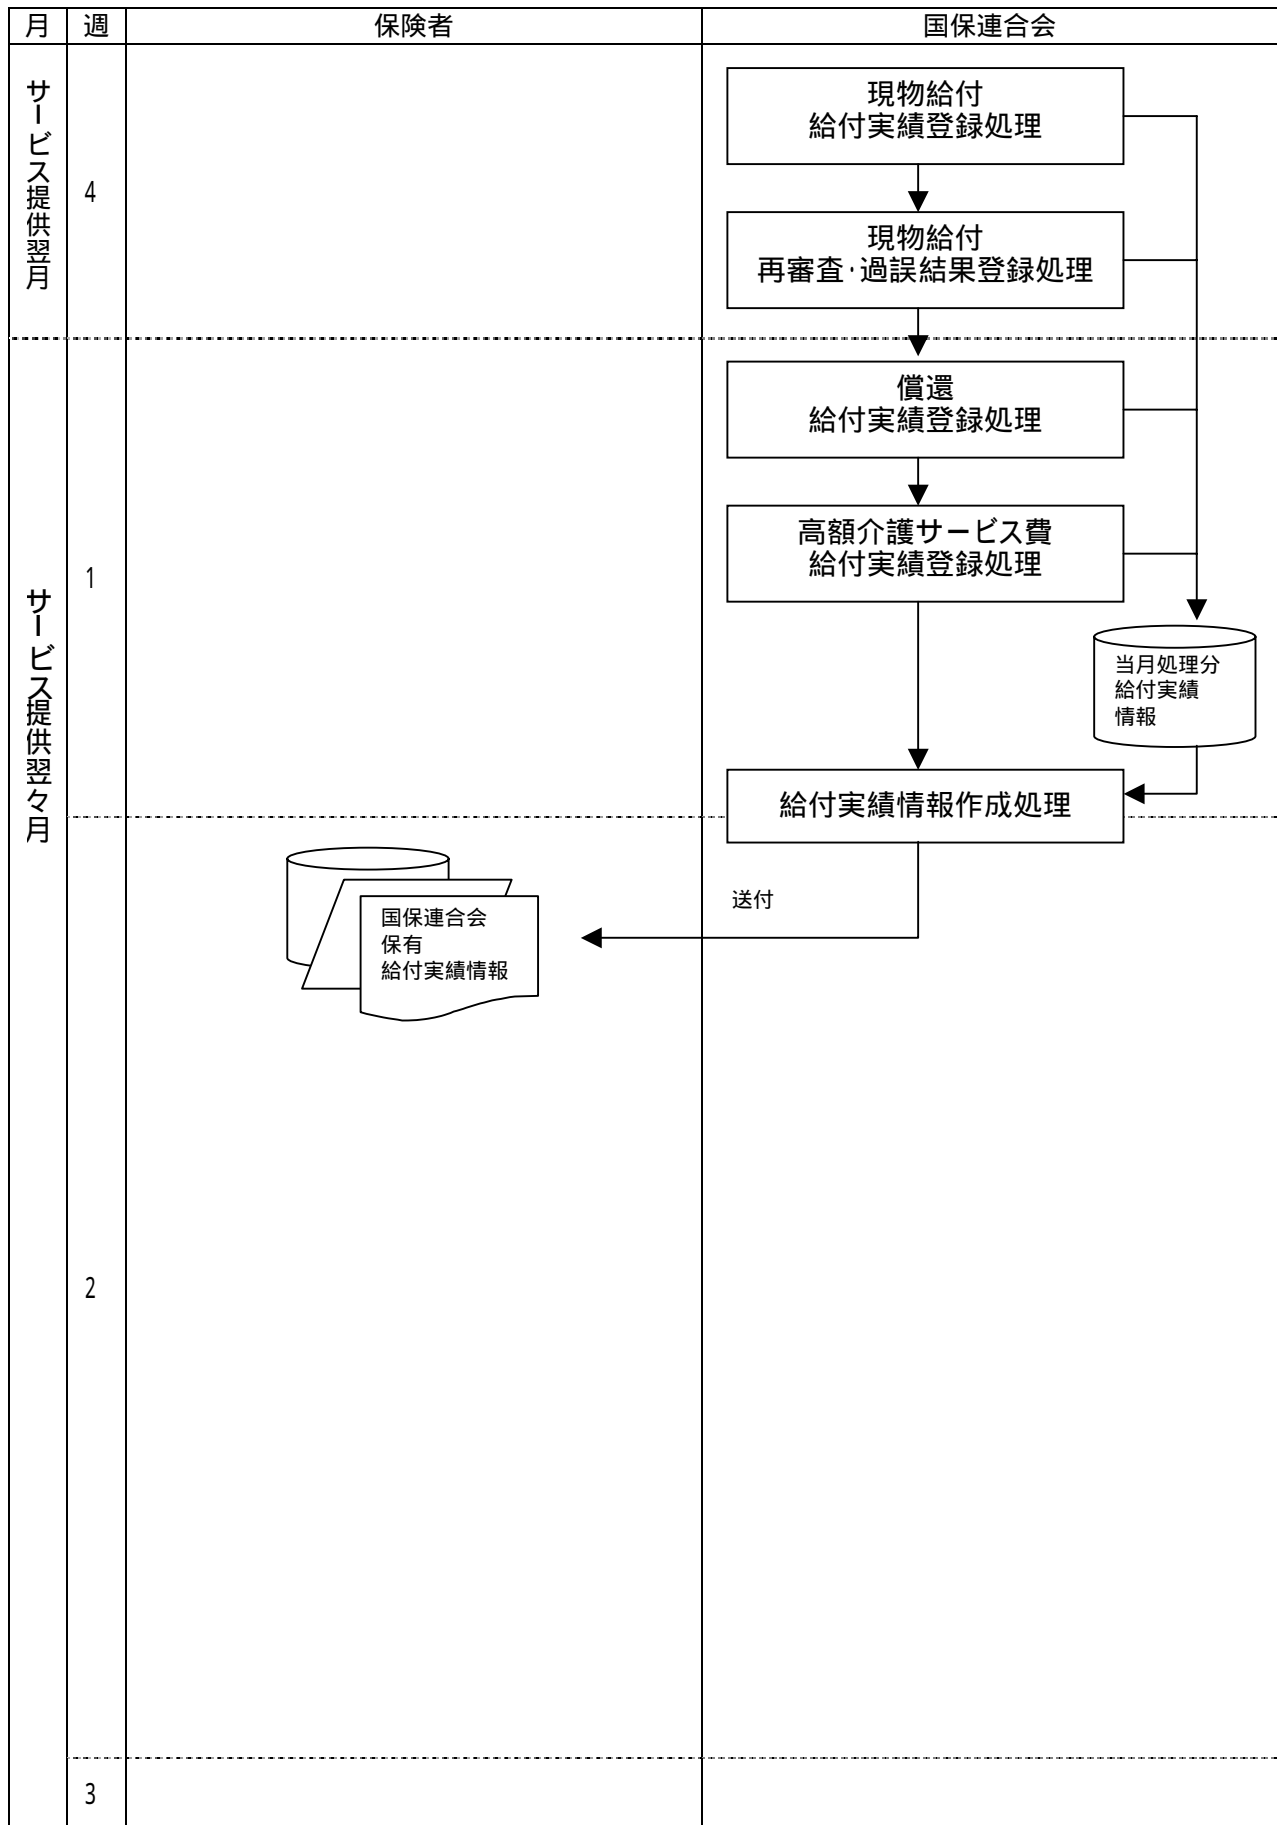 月 週 保険者 国保連合会
サービス提供翌月
4
現物給付
給付実績登録処理
現物給付
再審査・過誤結果登録処理
サービス提供翌々月
1
償還
給付実績登録処理
高額介護サービス費
給付実績登録処理
当月処理分
給付実績
情報
給付実績情報作成処理
送付
国保連合会
保有
給付実績情報
2
3